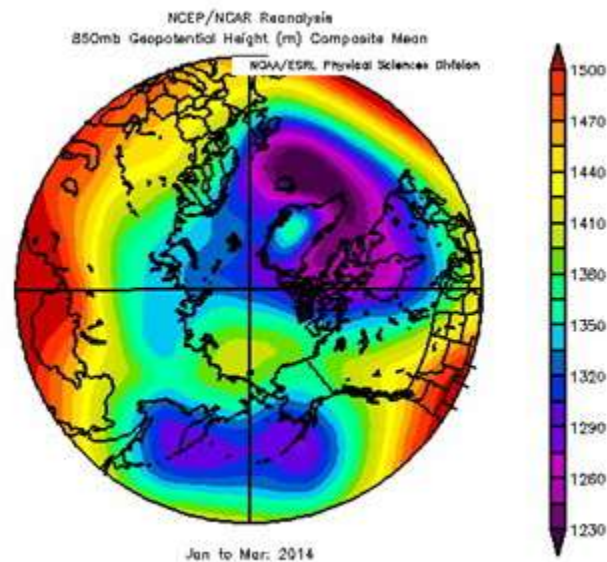 NCEP/NCAR Reanalysis
850mb Geopotential Height (m) Composite Mean
NOAA/ESRL Physical Sciences Division
1500
1470
1440
1410
1380
1350
1320
1290
1260
1230
Jan to Mar: 2014